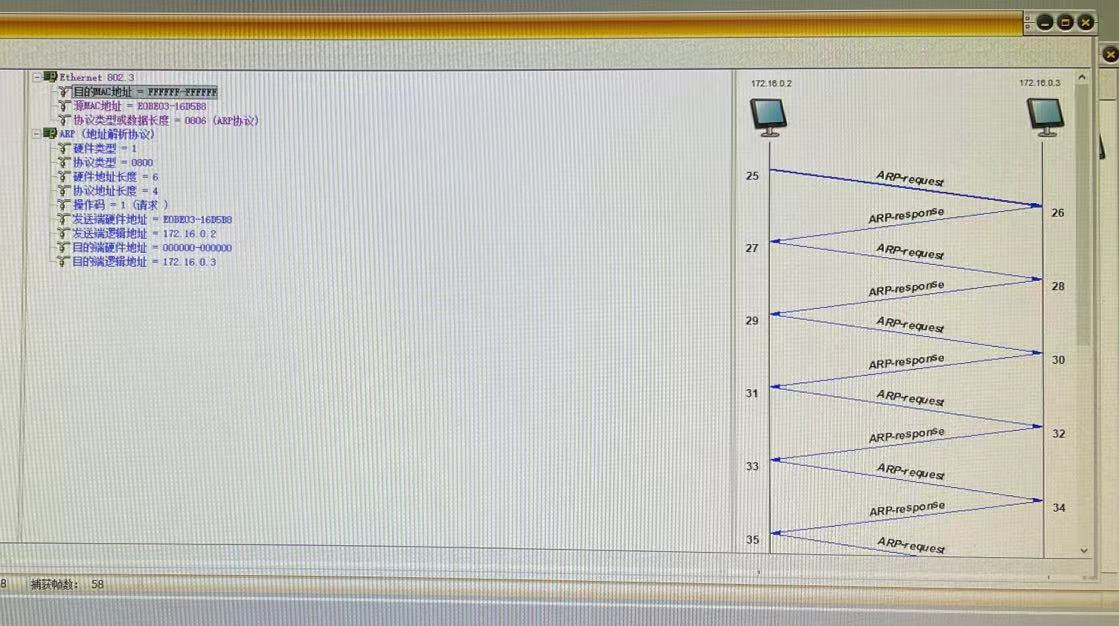 Ethernet 802.3
目的MAC地址 = FFFFFF-FFFFFF
源MAC地址 = E0BE03-16D5B8
协议类型或数据长度 = 0806 (ARP协议)
ARP (地址解析协议)
硬件类型 = 1
协议类型 = 0800
硬件地址长度 = 6
协议地址长度 = 4
操作码 = 1 (请求 )
发送端硬件地址 = E0BE03-16D5B8
发送端逻辑地址 = 172.16.0.2
目的端硬件地址 = 000000-000000
目的端逻辑地址 = 172.16.0.3
172.16.0.2
172.16.0.3
25
ARP-request
26
ARP-response
27
ARP-request
28
ARP-response
29
ARP-request
30
ARP-response
31
ARP-request
32
ARP-response
33
ARP-request
34
ARP-response
35
ARP-request
8 捕获帧数: 58